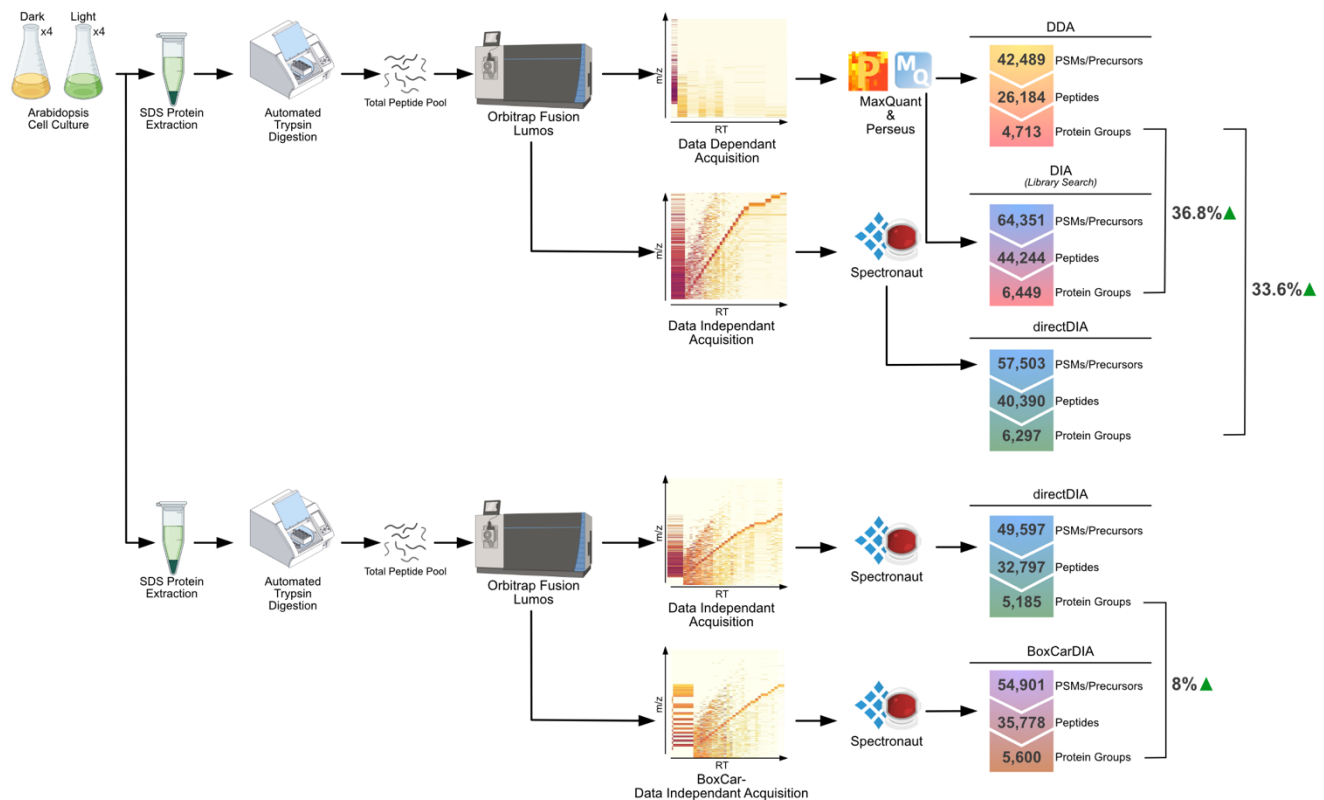 Dark
x4
Light
x4
Arabidopsis
Cell Culture
SDS Protein
Extraction
Automated
Trypsin
Digestion
Total Peptide Pool
Orbitrap Fusion
Lumos
m/z
RT
Data Dependant
Acquisition
P
MQ
MaxQuant
&
Perseus
DDA
42,489
PSMs/Precursors
26,184
Peptides
4,713
Protein Groups
m/z
RT
Data Independant
Acquisition
Spectronaut
DIA
(Library Search)
64,351
PSMs/Precursors
44,244
Peptides
6,449
Protein Groups
36.8%
33.6%
directDIA
57,503
PSMs/Precursors
40,390
Peptides
6,297
Protein Groups
SDS Protein
Extraction
Automated
Trypsin
Digestion
Total Peptide Pool
Orbitrap Fusion
Lumos
m/z
RT
Data Independant
Acquisition
Spectronaut
directDIA
49,597
PSMs/Precursors
32,797
Peptides
5,185
Protein Groups
m/z
RT
BoxCar-
Data Independant Acquisition
Spectronaut
BoxCarDIA
54,901
PSMs/Precursors
35,778
Peptides
5,600
Protein Groups
8%